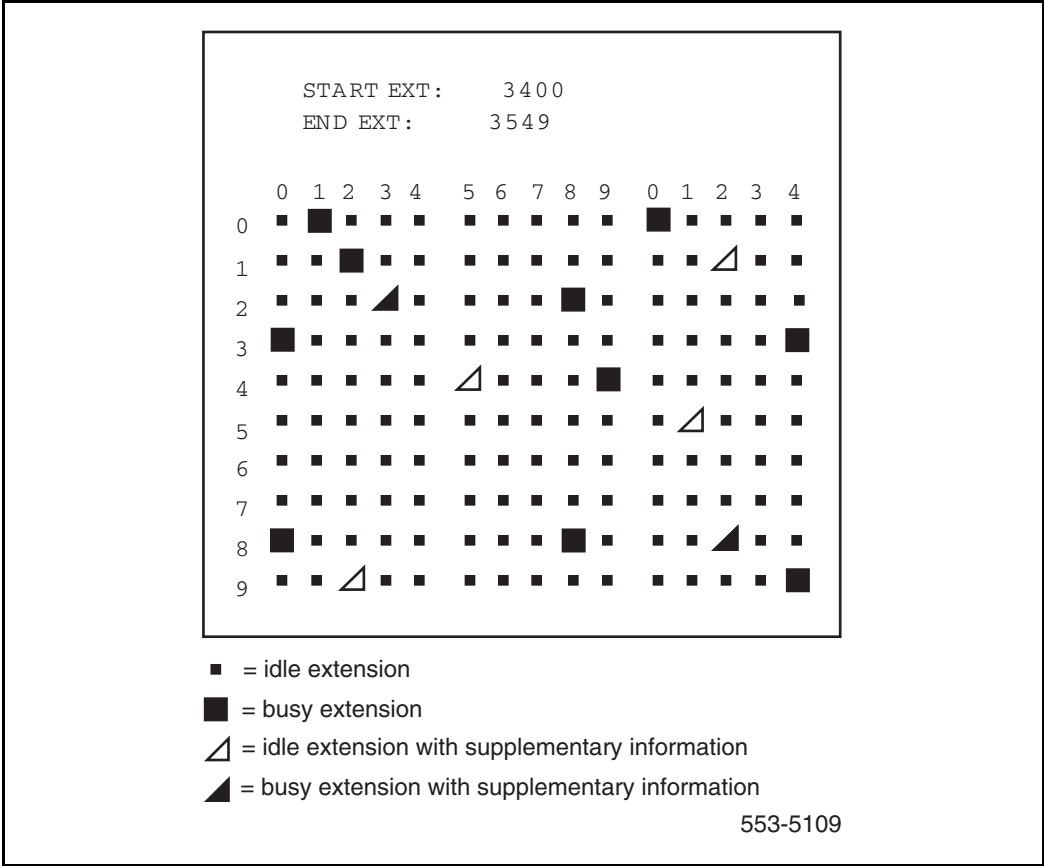 START EXT: 3400
END EXT: 3549
0 1 2 3 4 5 6 7 8 9 0 1 2 3 4
0
1
2
3
4
5
6
7
8
9
= idle extension
= busy extension
= idle extension with supplementary information
= busy extension with supplementary information
553-5109